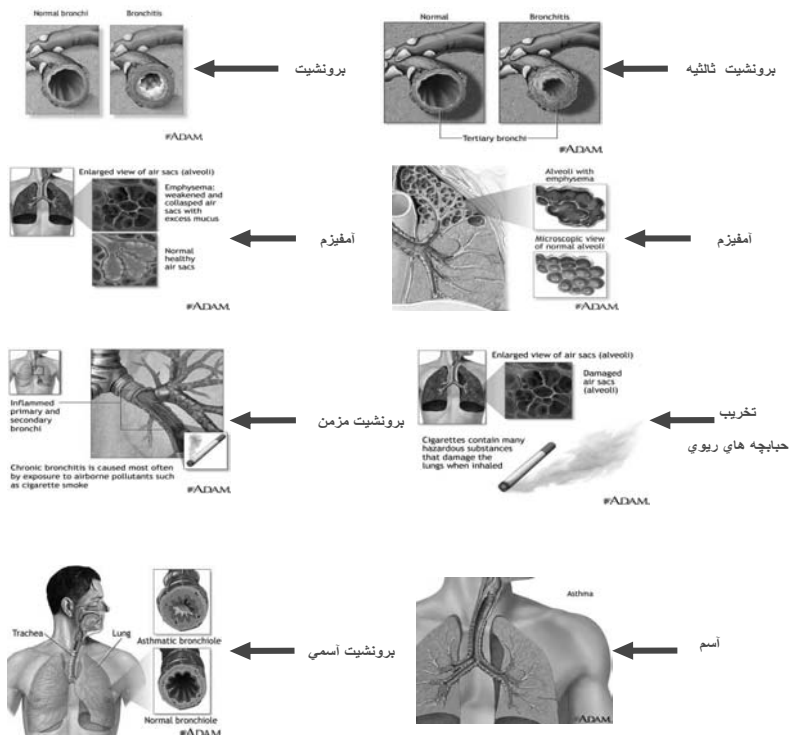 Normal bronchi
Bronchitis
برونشيت
ADAM.
Normal
Bronchitis
برونشيت ثالثيه
Tertiary bronchi
ADAM.
Enlarged view of air sacs (alveoli)
Emphysema:
weakened and
collasped air
sacs with
excess mucus
Normal
healthy
air sacs
آمفيزم
ADAM.
Alveoli with
emphysema
Microscopic view
of normal alveoli
آمفيزم
ADAM.
Inflammed
primary and
secondary
bronchi
برونشيت مزمن
Chronic bronchitis is caused most often
by exposure to airborne pollutants such
as cigarette smoke
ADAM.
Enlarged view of air sacs (alveoli)
Damaged
air sacs
(alveoli)
تخريب
حبابچه هاي ريوي
Cigarettes contain many
hazardous substances
that damage the
lungs when inhaled
ADAM.
Trachea
Lung
Asthmatic bronchiole
برونشيت آسمي
Normal bronchiole
ADAM.
Asthma
آسم
ADAM.